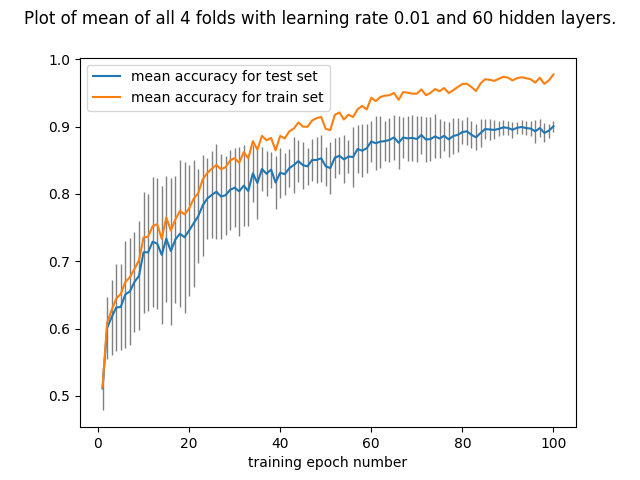 Plot of mean of all 4 folds with learning rate 0.01 and 60 hidden layers.
1.0
mean accuracy for test set
mean accuracy for train set
0.9
0.8
0.7
0.6
0.5
0 20 40 60 80 100
training epoch number